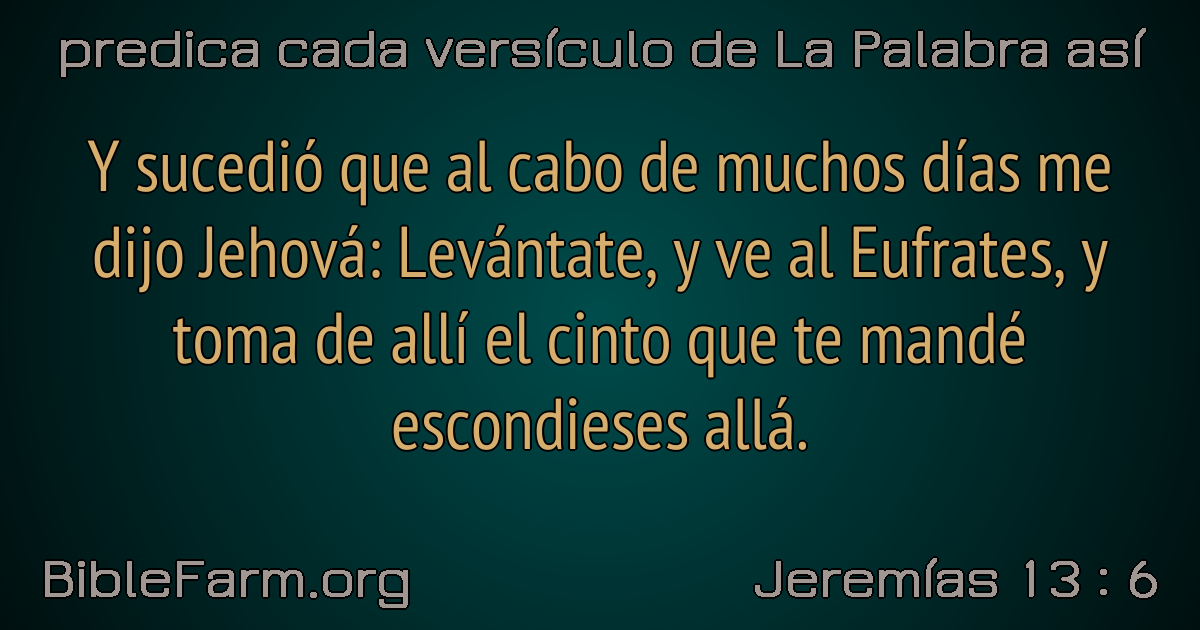 predica cada versículo de La Palabra así
Y sucedió que al cabo de muchos días me
dijo Jehová: Levántate, y ve al Eufrates, y
toma de allí el cinto que te mandé
escondieses allá.
BibleFarm.org
Jeremías 13 : 6